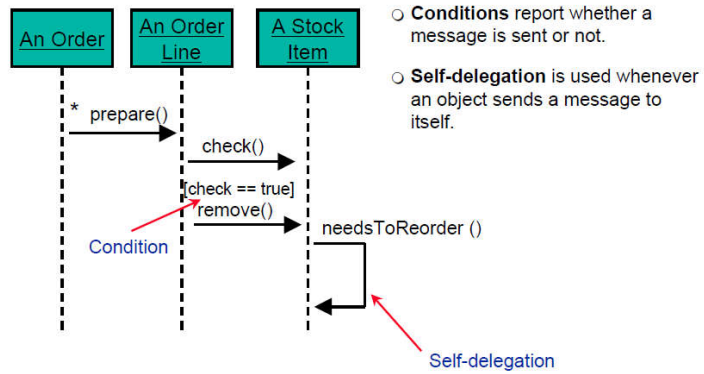 An Order
An Order
Line
A Stock
Item
Conditions report whether a
message is sent or not.
Self-delegation is used whenever
an object sends a message to
itself.
* prepare()
check()
[check == true]
remove()
needsToReorder ()
Condition
Self-delegation